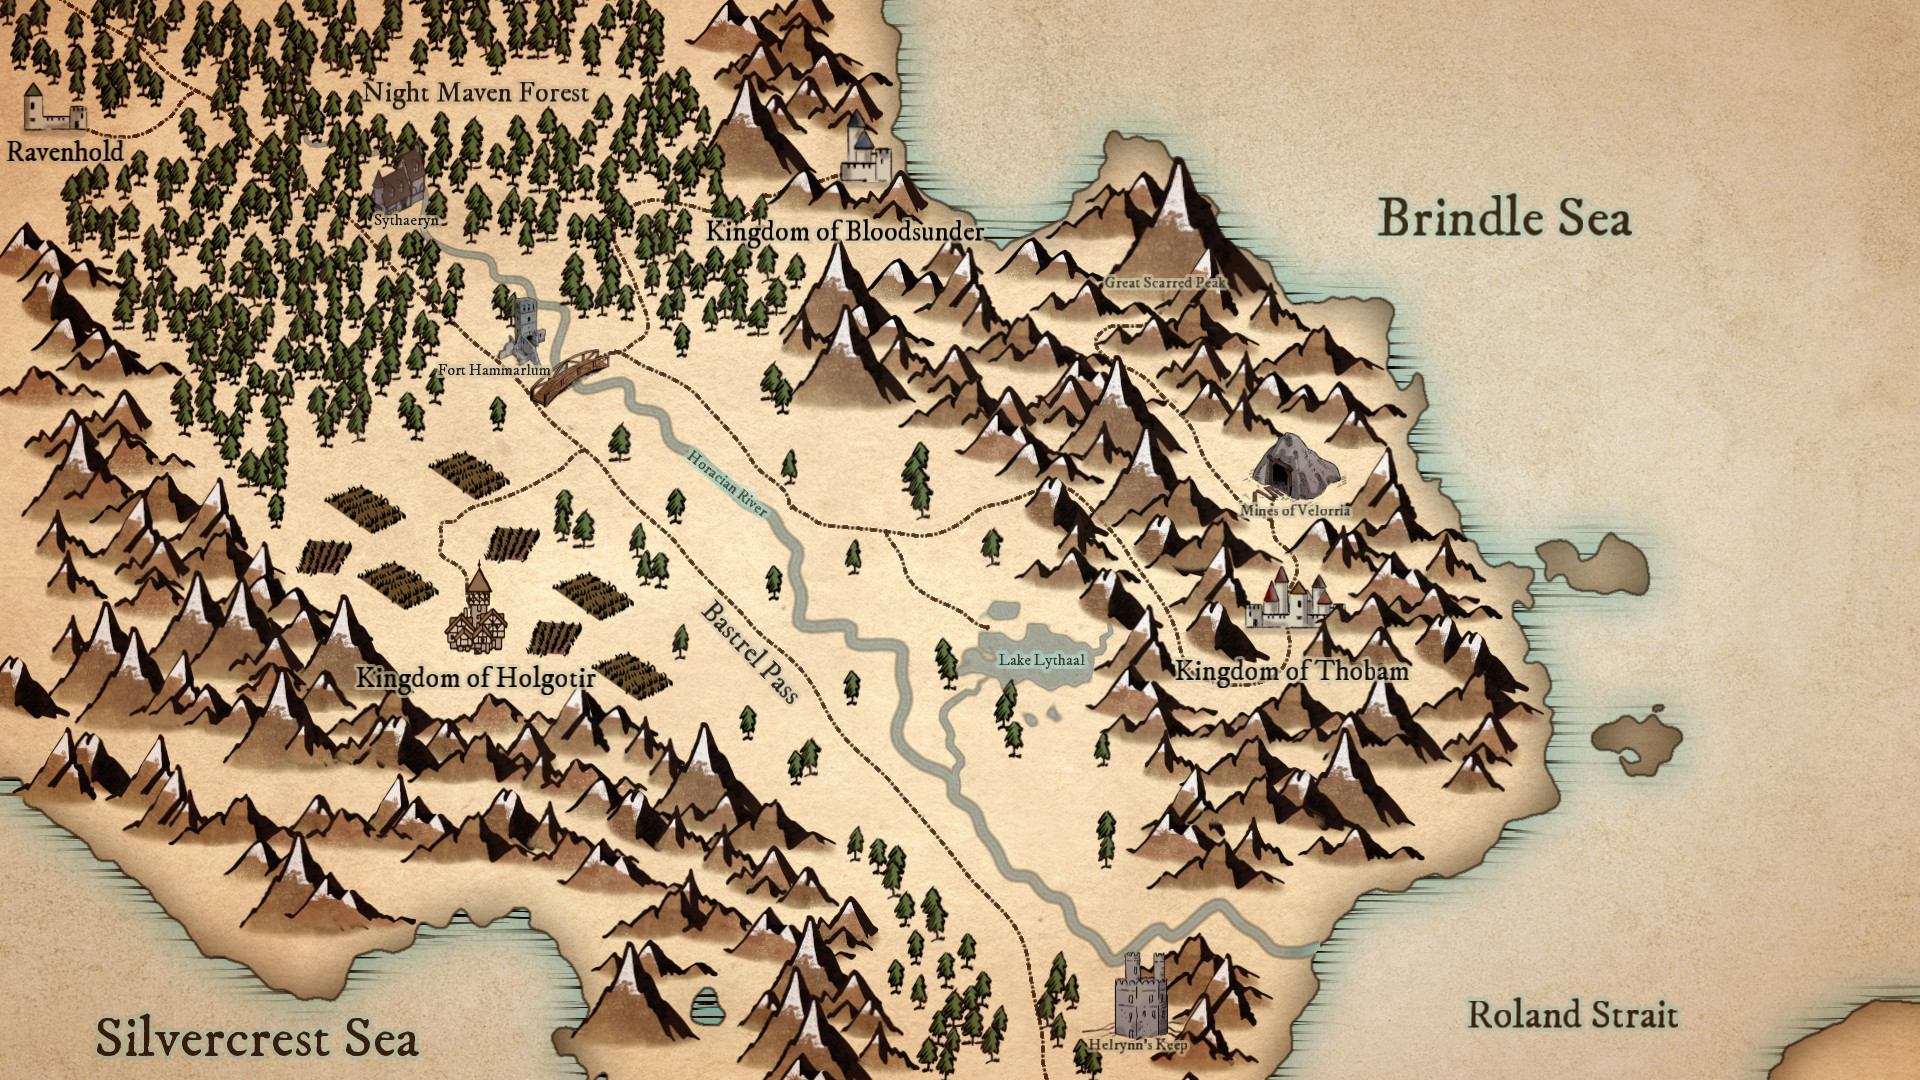 Night Maven Forest
Ravenhold
Sythaeryn
Brindle Sea
Kingdom of Bloodsunder
Great Scarred Peak
Fort Hammarlum
Horacian River
Mines of Velorria
Bastrel Pass
Lake Lythaal
Kingdom of Thobam
Kingdom of Holgotir
Roland Strait
Silvercrest Sea
Helrynn's Keep